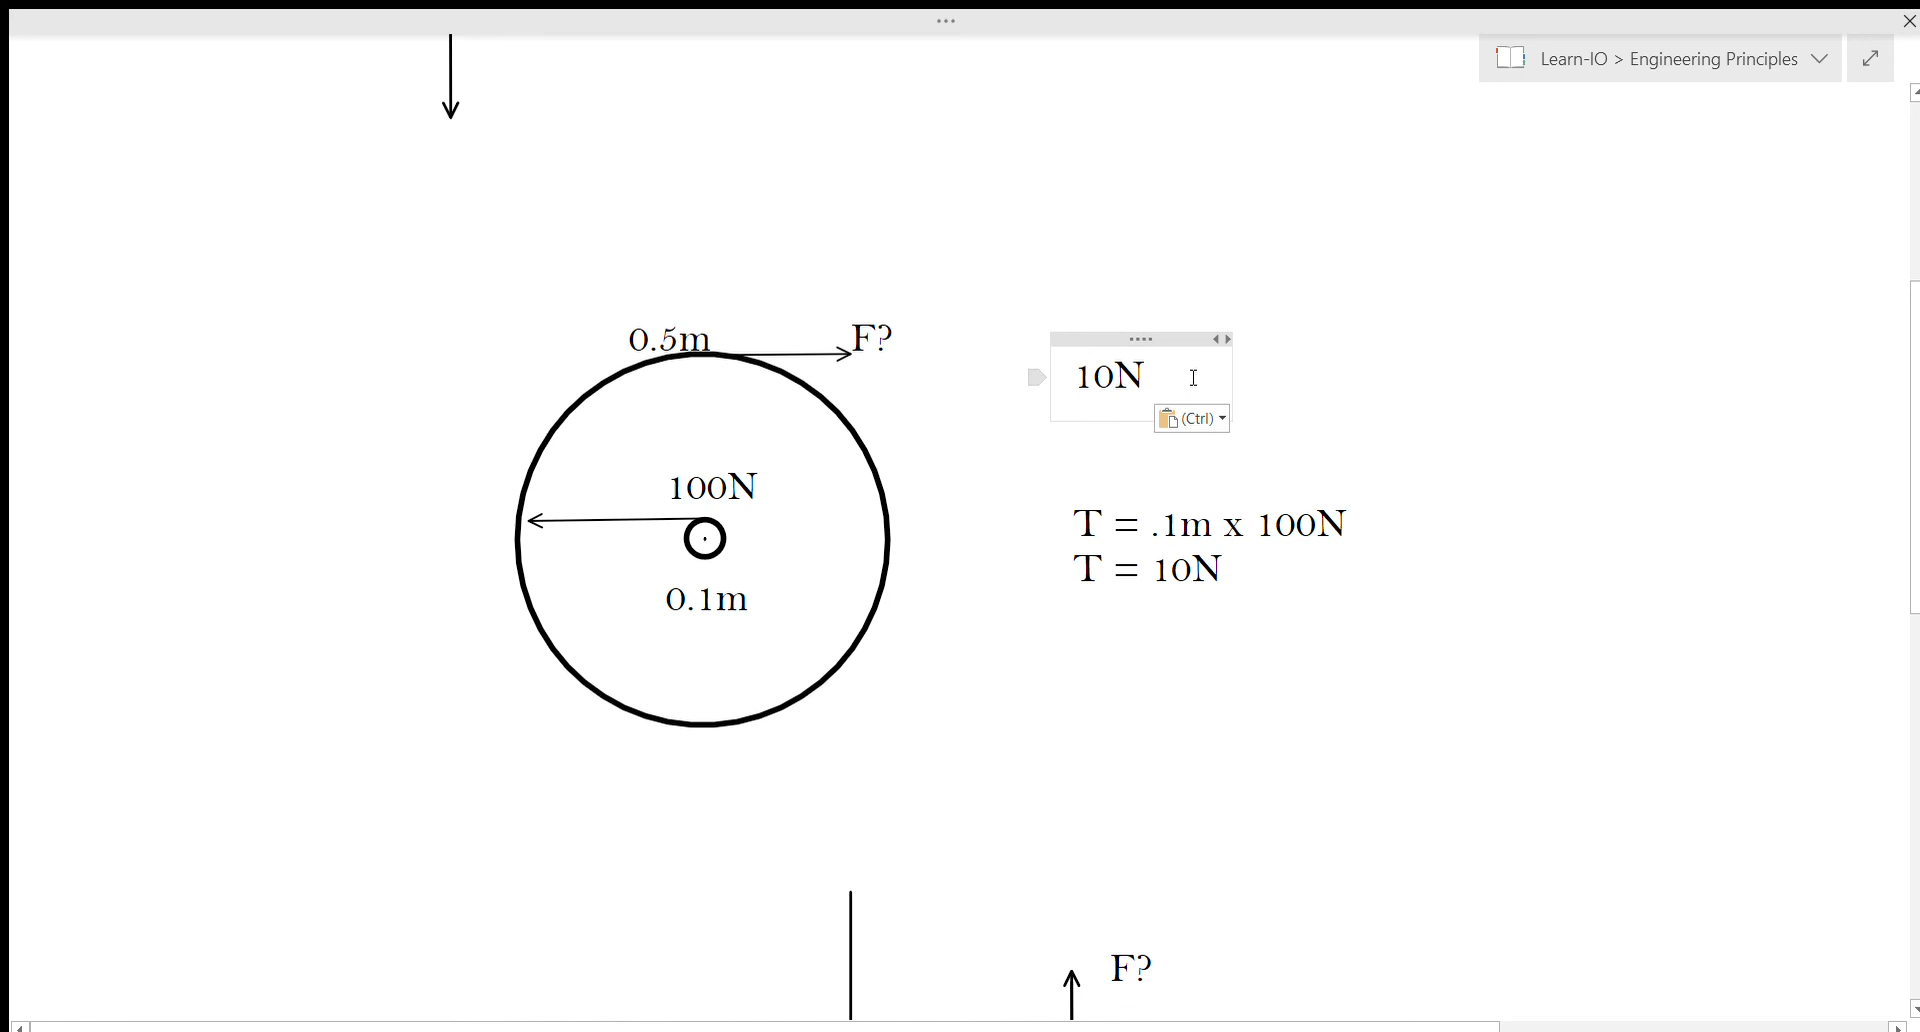 Learn-IO > Engineering Principles
0.5m
F?
10N
(Ctrl)
100N
T = .1m x 100N
T = 10N
0.1m
F?